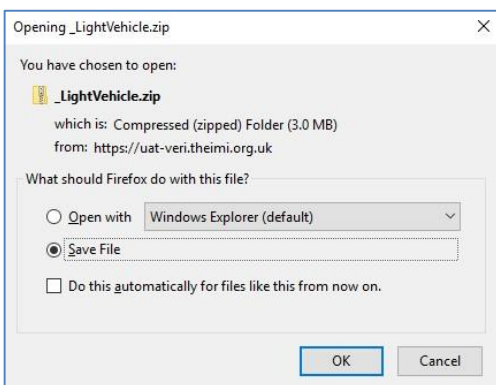 Opening _LightVehicle.zip
You have chosen to open:
_LightVehicle.zip
which is: Compressed (zipped) Folder (3.0 MB)
from: https://uat-veri.theimi.org.uk
What should Firefox do with this file?
Open with Windows Explorer (default)
Save File
Do this automatically for files like this from now on.
OK Cancel